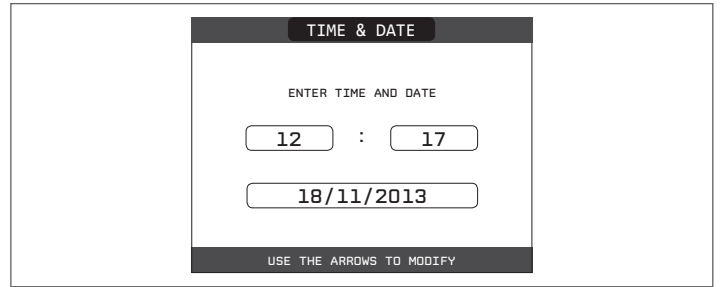 TIME & DATE
ENTER TIME AND DATE
12 : 17
18/11/2013
USE THE ARROWS TO MODIFY